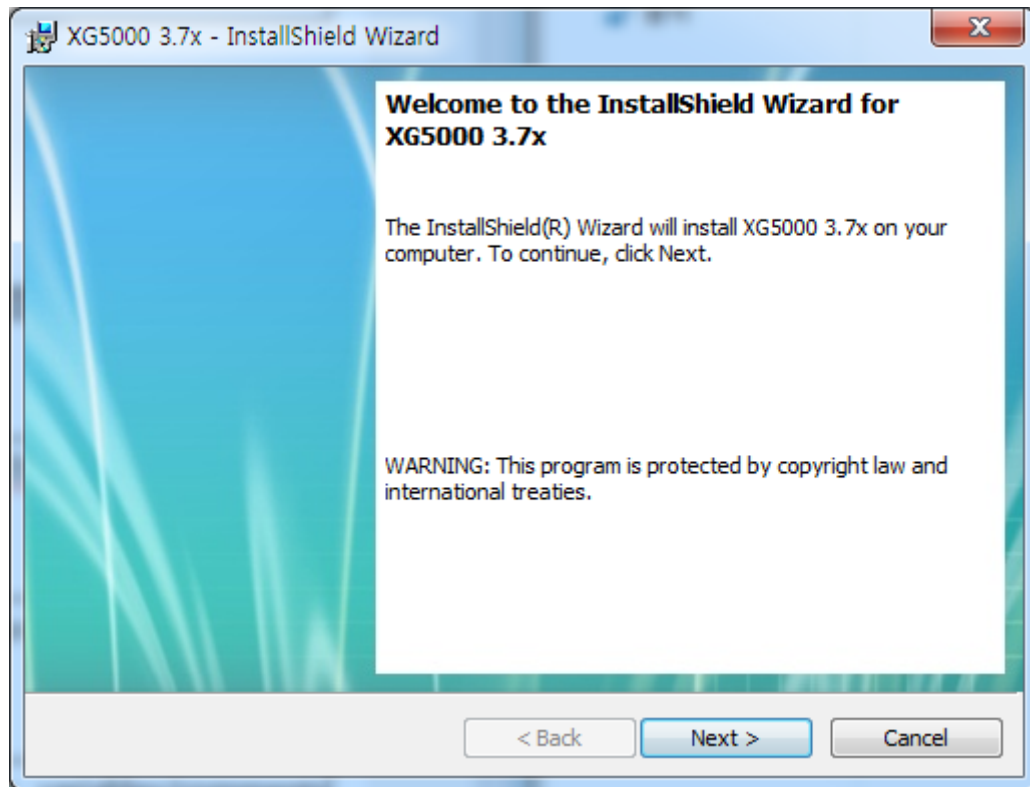 XG5000 3.7x - InstallShield Wizard
Welcome to the InstallShield Wizard for
XG5000 3.7x
The InstallShield(R) Wizard will install XG5000 3.7x on your
computer. To continue, click Next.
WARNING: This program is protected by copyright law and
international treaties.
< Back
Next >
Cancel